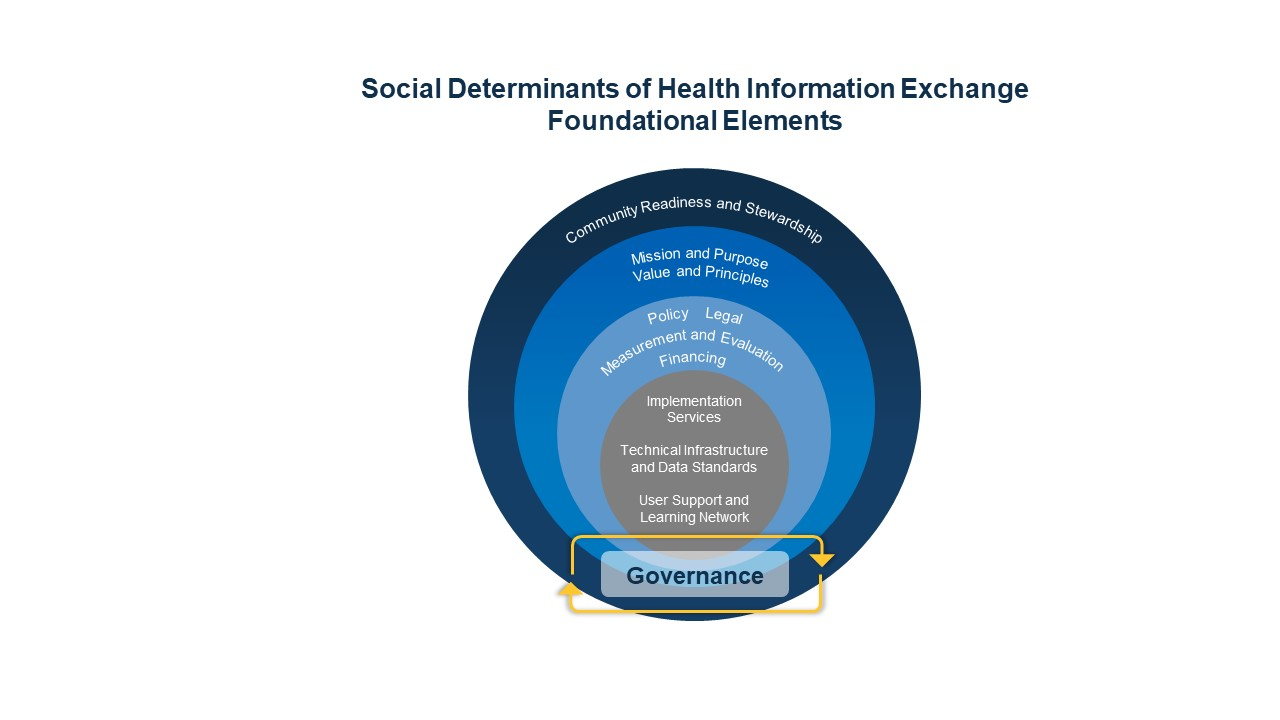 Social Determinants of Health Information Exchange
Foundational Elements
Community Readiness and Stewardship
Mission and Purpose
Value and Principles
Policy Legal
Measurement and Evaluation
Financing
Implementation
Services
Technical Infrastructure
and Data Standards
User Support and
Learning Network
Governance